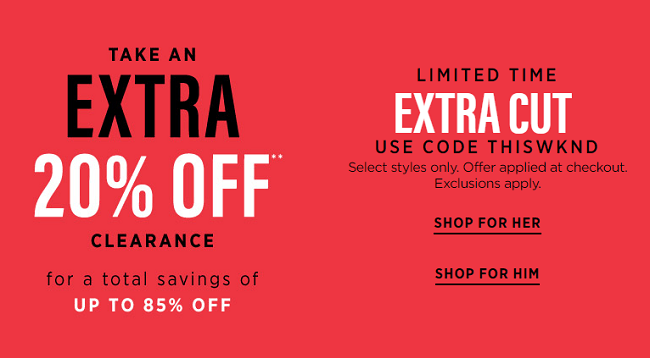 TAKE AN
EXTRA
20% OFF**
CLEARANCE
for a total savings of
UP TO 85% OFF
LIMITED TIME
EXTRA CUT
USE CODE THISWKND
Select styles only. Offer applied at checkout.
Exclusions apply.
SHOP FOR HER
SHOP FOR HIM